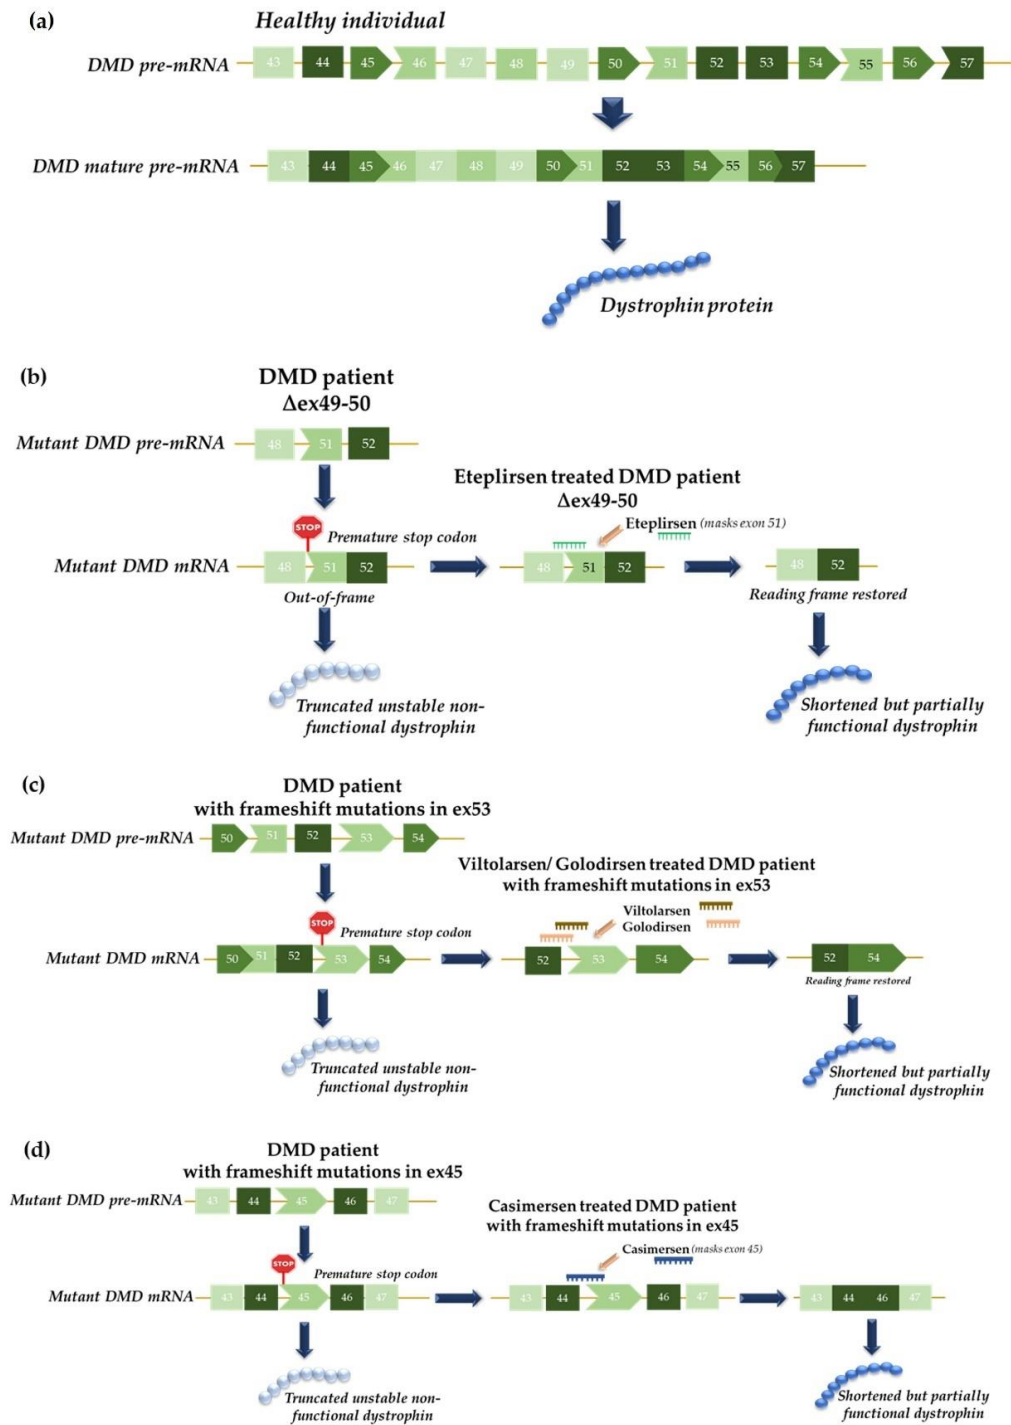 (a)
Healthy individual
DMD pre-mRNA
43 44 45 46 47 48 49 50 51 52 53 54 55 56 57
DMD mature pre-mRNA
43 44 45 46 47 48 49 50 51 52 53 54 55 56 57
Dystrophin protein
(b)
DMD patient
Δex49-50
Mutant DMD pre-mRNA
48 51 52
Eteplirsen treated DMD patient
Δex49-50
STOP
Premature stop codon
Eteplirsen (masks exon 51)
Mutant DMD mRNA
48 51 52
48 51 52
48 52
Out-of-frame
Reading frame restored
Truncated unstable non-
functional dystrophin
Shortened but partially
functional dystrophin
(c)
DMD patient
with frameshift mutations in ex53
Mutant DMD pre-mRNA
50 51 52 53 54
Viltolarsen/ Golodirsen treated DMD patient
with frameshift mutations in ex53
STOP
Premature stop codon
Viltolarsen
Golodirsen
Mutant DMD mRNA
50 51 52 53 54
52 53 54
52 54
Reading frame restored
Truncated unstable non-
functional dystrophin
Shortened but partially
functional dystrophin
(d)
DMD patient
with frameshift mutations in ex45
Mutant DMD pre-mRNA
43 44 45 46 47
Casimersen treated DMD patient
with frameshift mutations in ex45
STOP
Premature stop codon
Casimersen (masks exon 45)
Mutant DMD mRNA
43 44 45 46 47
43 44 45 46 47
43 44 46 47
Truncated unstable non-
functional dystrophin
Shortened but partially
functional dystrophin